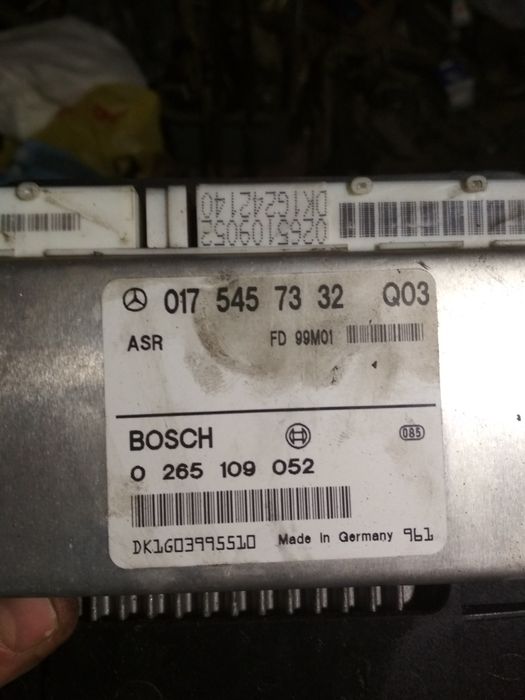 0265109052
DK1G242140
017 545 73 32 Q03
ASR FD 99M01
BOSCH
085
0 265 109 052
DK1G03995510 Made in Germany 961